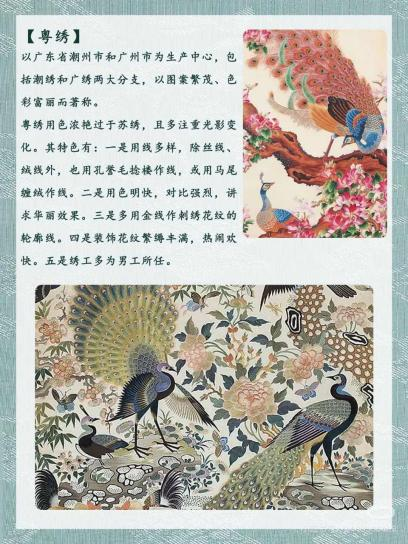 【粤绣】
以广东省潮州市和广州市为生产中心，包
括潮绣和广绣两大分支，以图案繁茂、色
彩富丽而著称。
粤绣用色浓艳过于苏绣，且多注重光影变
化。其特色有：一是用线多样，除丝线、
绒线外，也用孔誉毛捻楼作线，或用马尾
缠绒作线。二是用色明快，对比强烈，讲
求华丽效果。三是多用金线作刺绣花纹的
轮廓线。四是装饰花纹繁缛丰满，热闹欢
快。五是绣工多为男工所任。